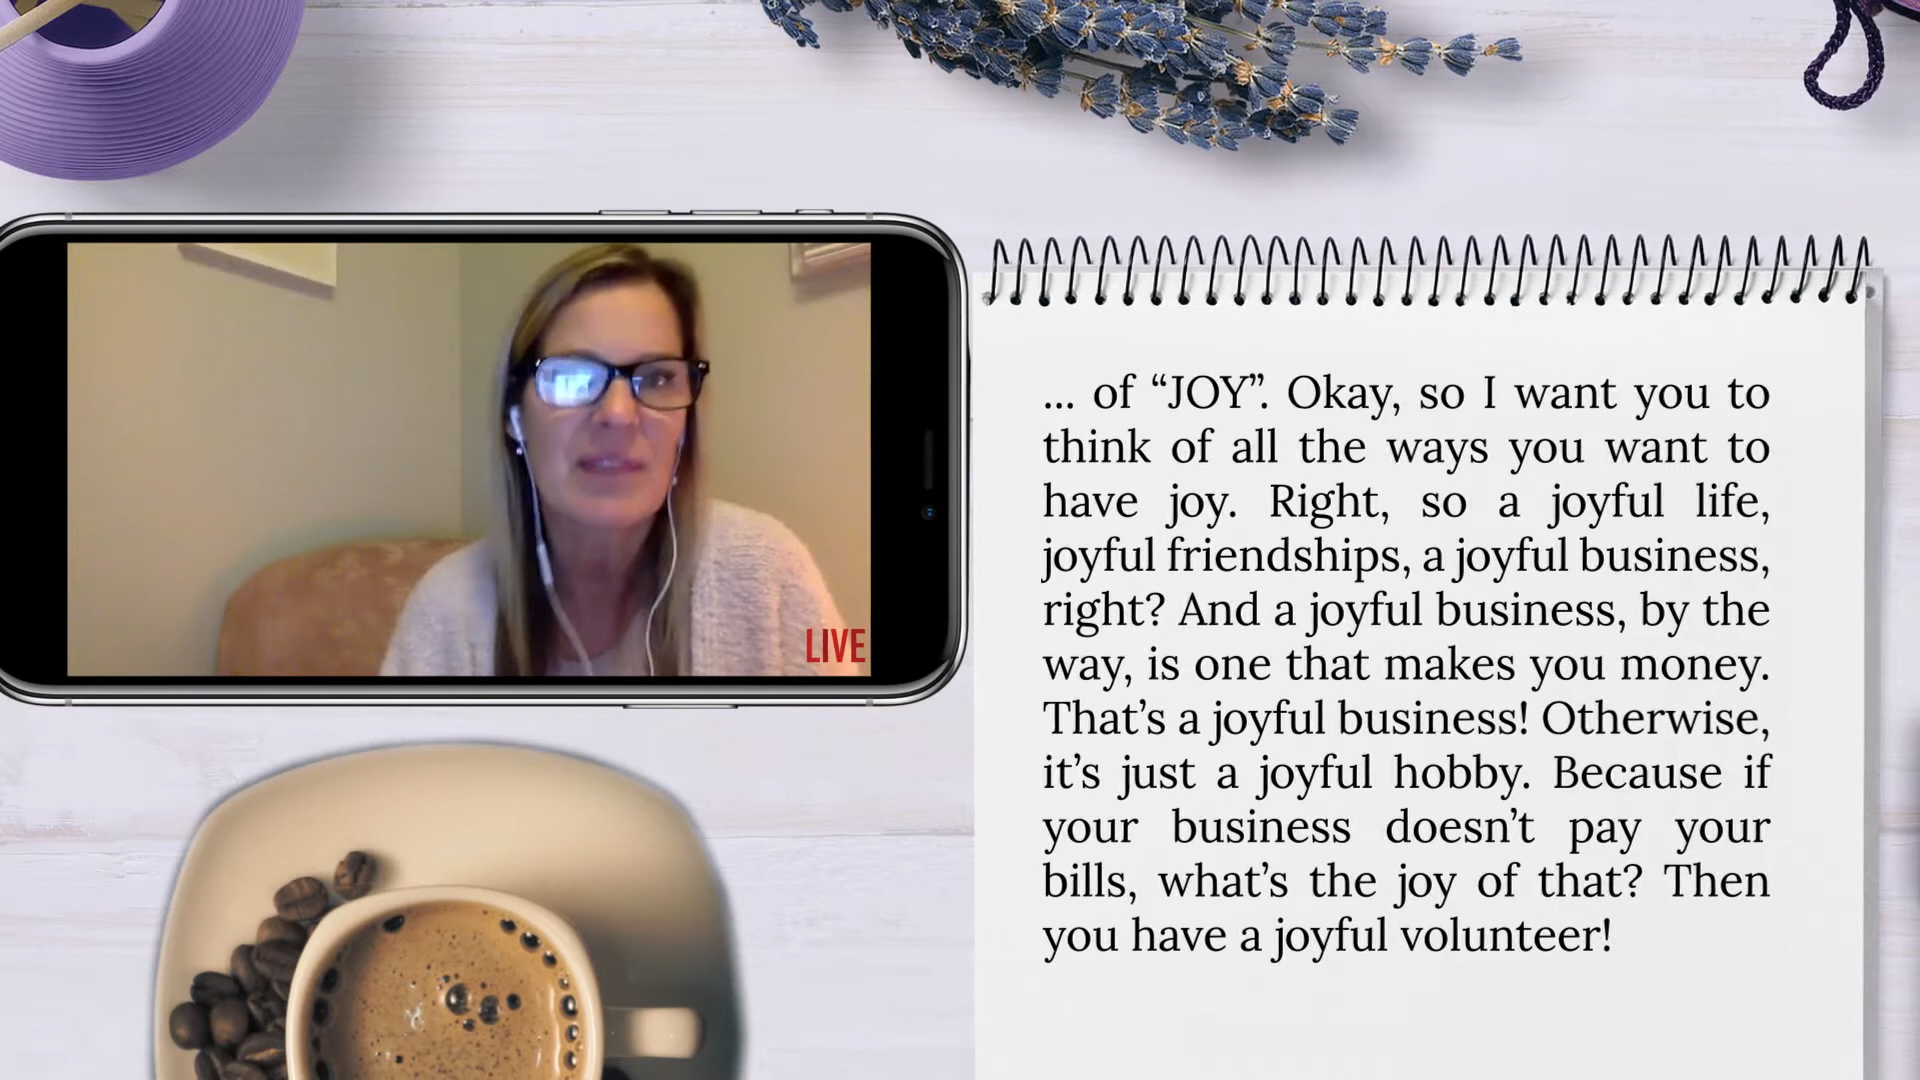 LIVE
... of “JOY”. Okay, so I want you to
think of all the ways you want to
have joy. Right, so a joyful life,
joyful friendships, a joyful business,
right? And a joyful business, by the
way, is one that makes you money.
That’s a joyful business! Otherwise,
it’s just a joyful hobby. Because if
your business doesn’t pay your
bills, what’s the joy of that? Then
you have a joyful volunteer!